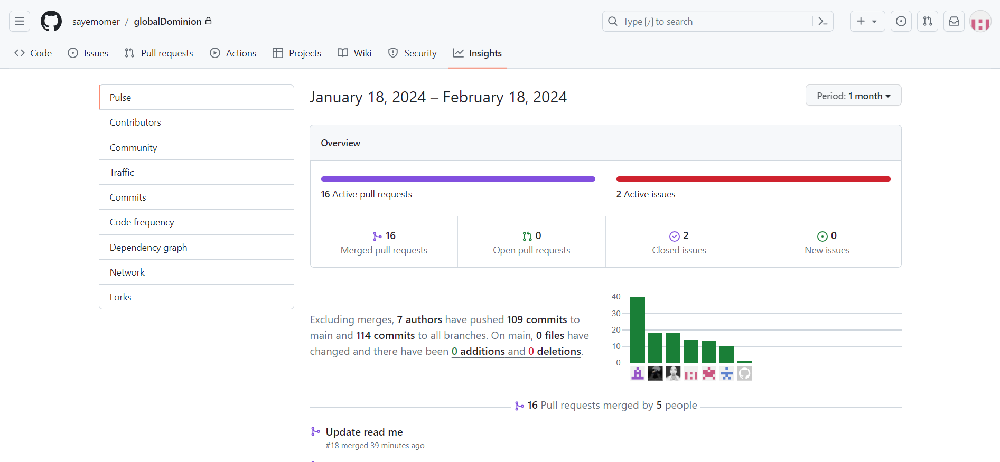 sayemomer / globalDominion
Type / to search
Code Issues Pull requests Actions Projects Wiki Security Insights
Pulse
Contributors
Community
Traffic
Commits
Code frequency
Dependency graph
Network
Forks
January 18, 2024 – February 18, 2024
Period: 1 month
Overview
16 Active pull requests
2 Active issues
16
Merged pull requests
0
Open pull requests
2
Closed issues
0
New issues
Excluding merges, 7 authors have pushed 109 commits to
main and 114 commits to all branches. On main, 0 files have
changed and there have been 0 additions and 0 deletions.
40
30
20
10
0
16 Pull requests merged by 5 people
Update read me
#18 merged 39 minutes ago